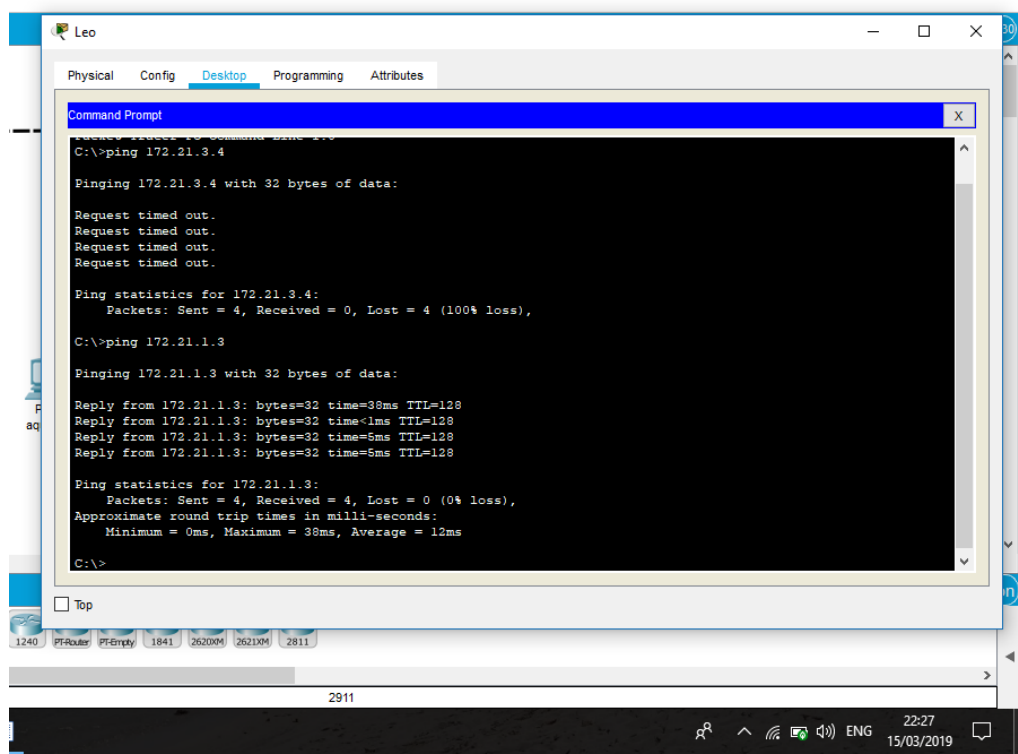 Leo
Physical Config Desktop Programming Attributes
Command Prompt
X
Packet Tracer PC Command Line 1.0
C:\>ping 172.21.3.4
Pinging 172.21.3.4 with 32 bytes of data:
Request timed out.
Request timed out.
Request timed out.
Request timed out.
Ping statistics for 172.21.3.4:
Packets: Sent = 4, Received = 0, Lost = 4 (100% loss),
C:\>ping 172.21.1.3
Pinging 172.21.1.3 with 32 bytes of data:
Reply from 172.21.1.3: bytes=32 time=38ms TTL=128
Reply from 172.21.1.3: bytes=32 time<1ms TTL=128
Reply from 172.21.1.3: bytes=32 time=5ms TTL=128
Reply from 172.21.1.3: bytes=32 time=5ms TTL=128
Ping statistics for 172.21.1.3:
Packets: Sent = 4, Received = 4, Lost = 0 (0% loss),
Approximate round trip times in milli-seconds:
Minimum = 0ms, Maximum = 38ms, Average = 12ms
C:\>
Top
1240 PT-Router PT-Empty 1841 2620XM 2621XM 2811
2911
ENG
22:27
15/03/2019